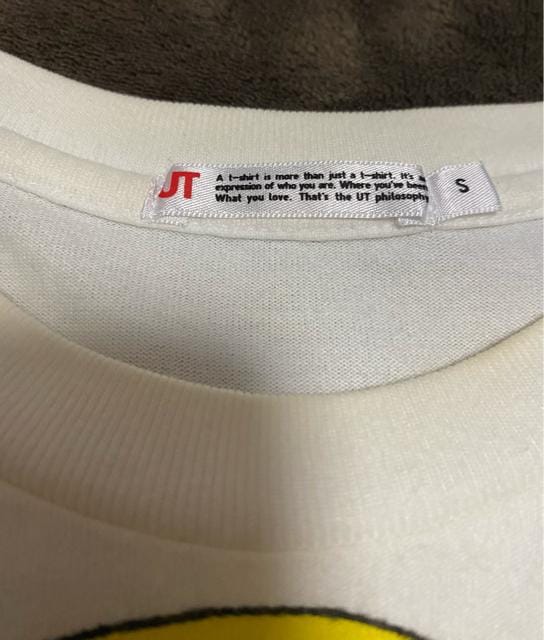 UT
A t-shirt is more than just a t-shirt. It's
expression of who you are. Where you've been
What you love. That's the UT philosophy
S